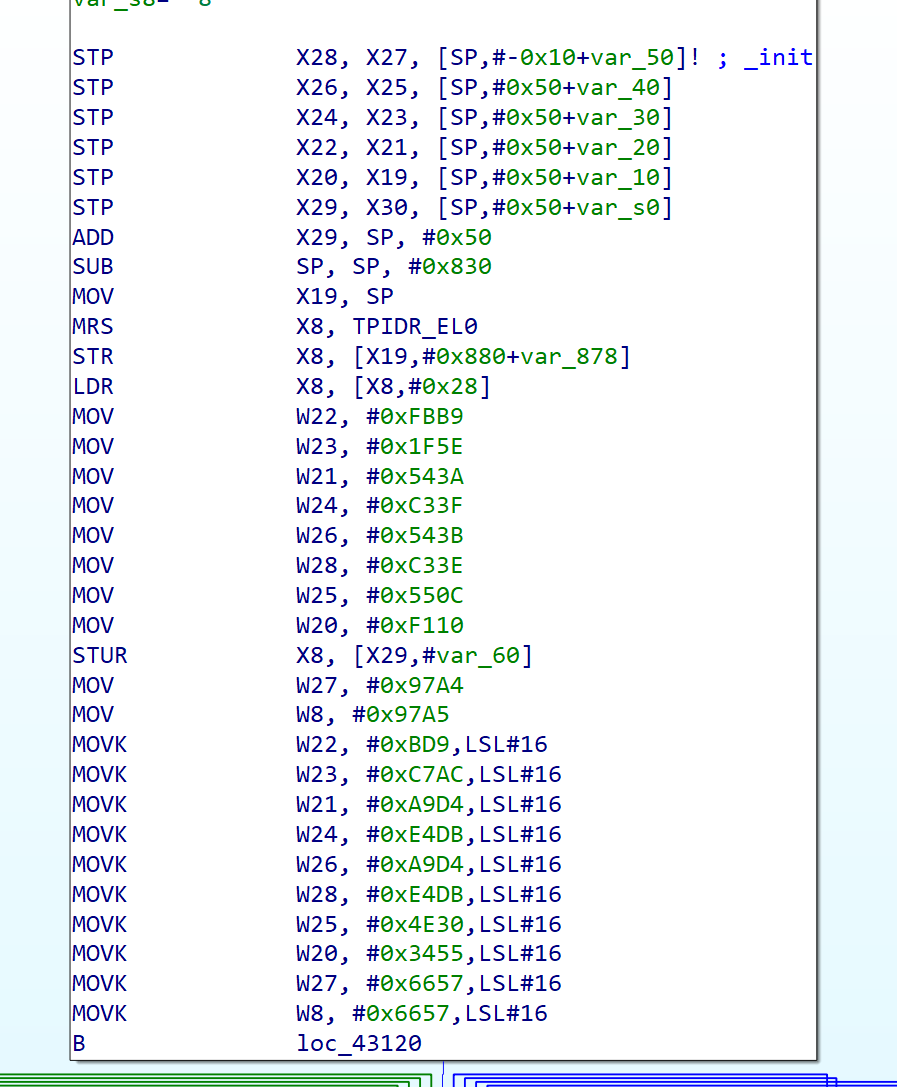 var_s8= 8
STP X28, X27, [SP,#-0x10+var_50]! ; _init
STP X26, X25, [SP,#0x50+var_40]
STP X24, X23, [SP,#0x50+var_30]
STP X22, X21, [SP,#0x50+var_20]
STP X20, X19, [SP,#0x50+var_10]
STP X29, X30, [SP,#0x50+var_s0]
ADD X29, SP, #0x50
SUB SP, SP, #0x830
MOV X19, SP
MRS X8, TPIDR_EL0
STR X8, [X19,#0x880+var_878]
LDR X8, [X8,#0x28]
MOV W22, #0xFBB9
MOV W23, #0x1F5E
MOV W21, #0x543A
MOV W24, #0xC33F
MOV W26, #0x543B
MOV W28, #0xC33E
MOV W25, #0x550C
MOV W20, #0xF110
STUR X8, [X29,#var_60]
MOV W27, #0x97A4
MOV W8, #0x97A5
MOVK W22, #0xBD9,LSL#16
MOVK W23, #0xC7AC,LSL#16
MOVK W21, #0xA9D4,LSL#16
MOVK W24, #0xE4DB,LSL#16
MOVK W26, #0xA9D4,LSL#16
MOVK W28, #0xE4DB,LSL#16
MOVK W25, #0x4E30,LSL#16
MOVK W20, #0x3455,LSL#16
MOVK W27, #0x6657,LSL#16
MOVK W8, #0x6657,LSL#16
B loc_43120